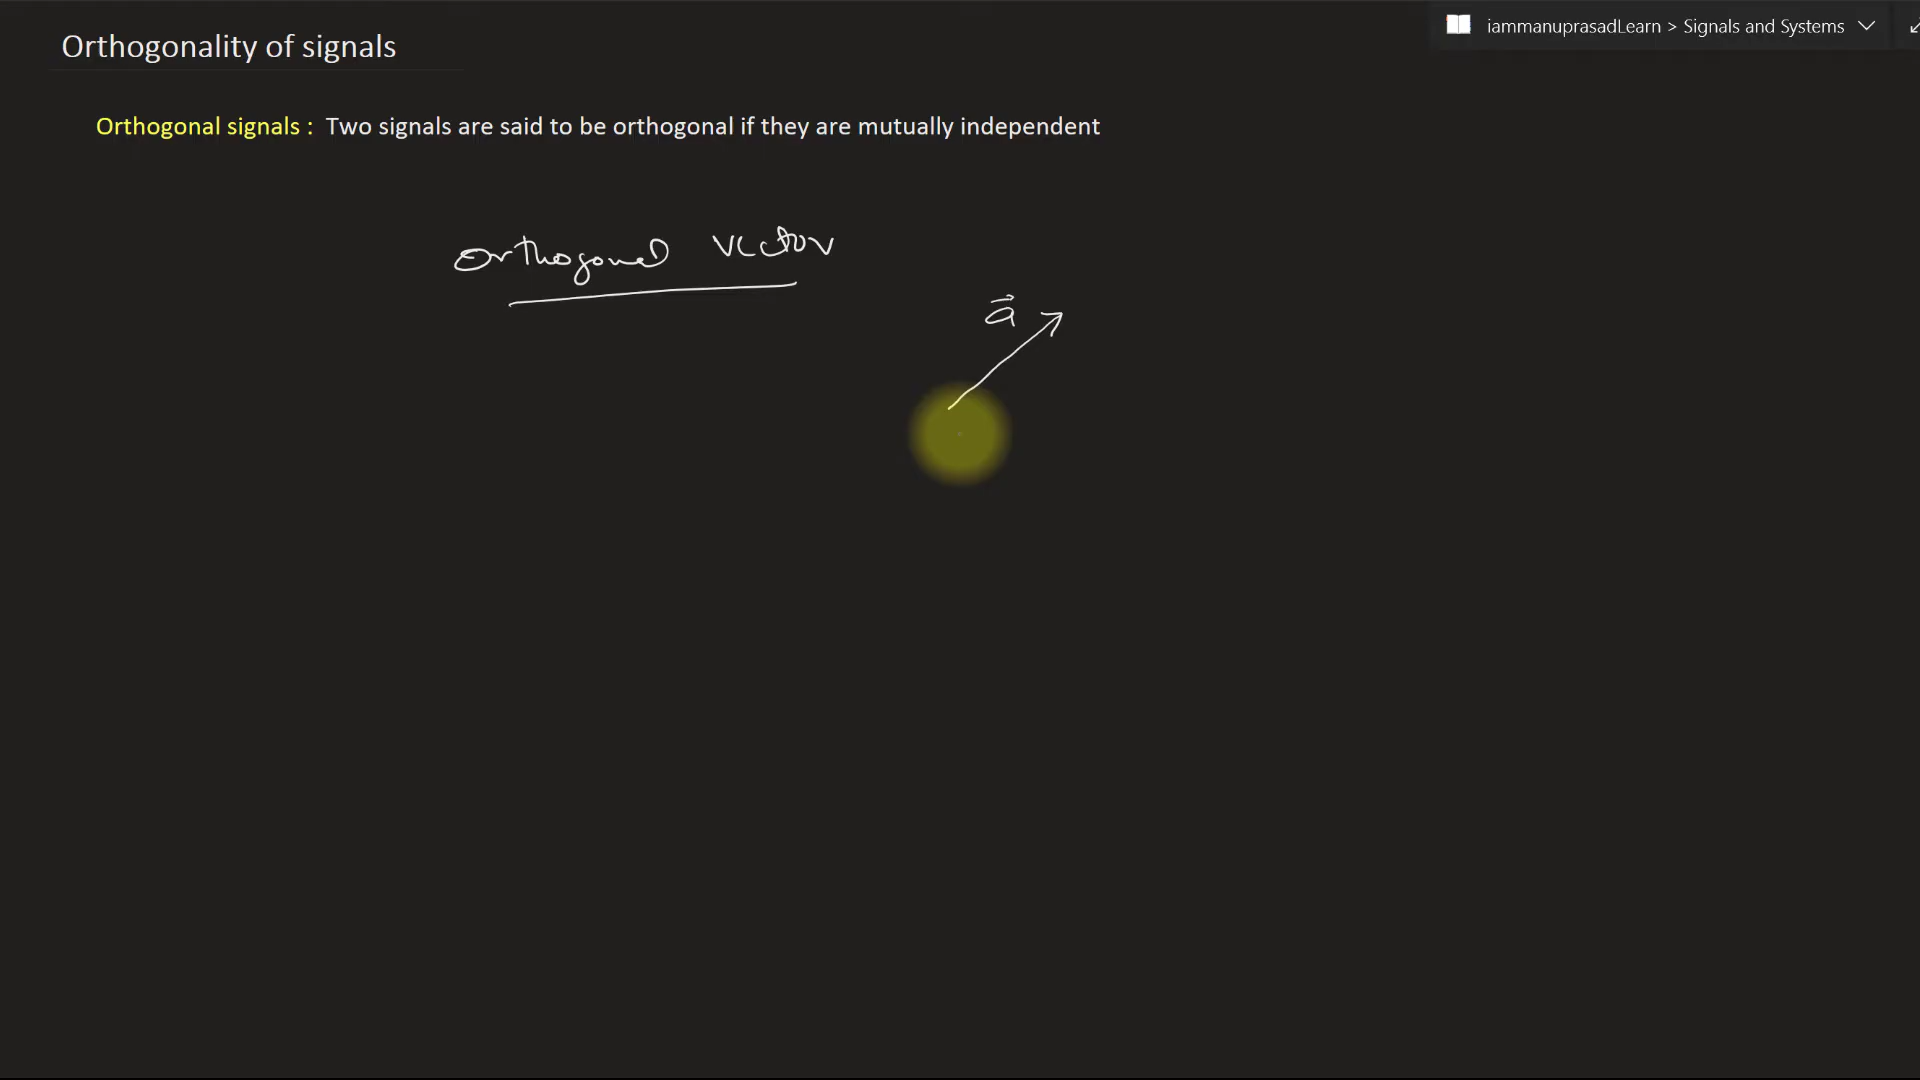 iammanuprasadLearn > Signals and Systems
Orthogonality of signals
Orthogonal signals : Two signals are said to be orthogonal if they are mutually independent
Orthogonal vector
a⃗